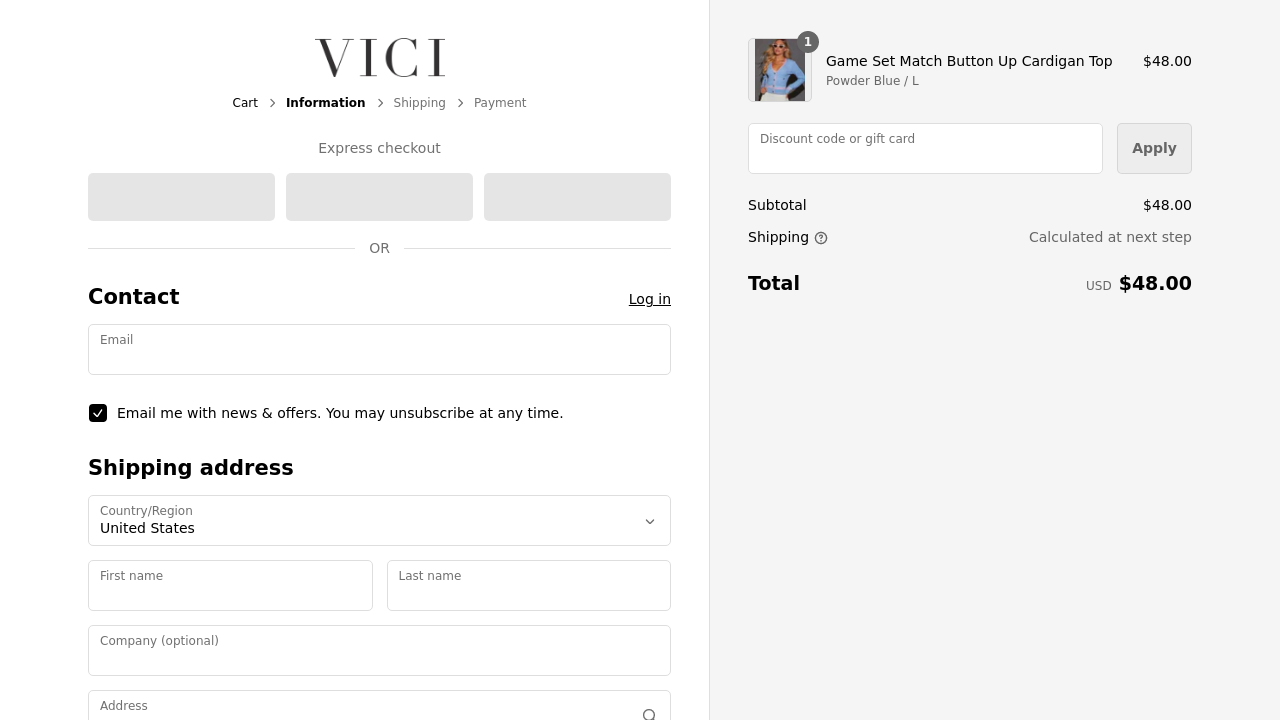 VICI
Cart > Information > Shipping > Payment
Express checkout
OR
Contact
Log in
Email
Email me with news & offers. You may unsubscribe at any time.
Shipping address
Country/Region
United States
First name
Last name
Company (optional)
Address
1
Game Set Match Button Up Cardigan Top $48.00
Powder Blue / L
Discount code or gift card
Apply
Subtotal $48.00
Shipping Calculated at next step
Total USD $48.00